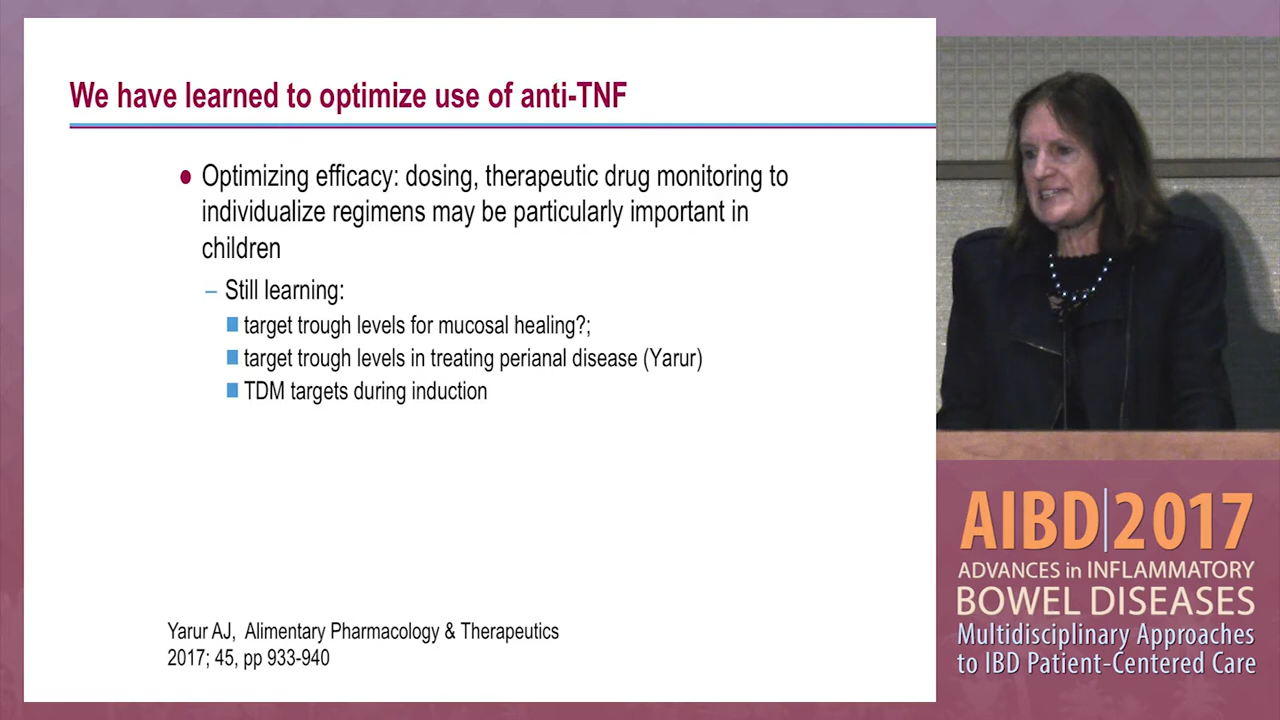 We have learned to optimize use of anti-TNF
● Optimizing efficacy: dosing, therapeutic drug monitoring to
individualize regimens may be particularly important in
children
– Still learning:
■ target trough levels for mucosal healing?;
■ target trough levels in treating perianal disease (Yarur)
■ TDM targets during induction
Yarur AJ, Alimentary Pharmacology & Therapeutics
2017; 45, pp 933-940
AIBD|2017
ADVANCES in INFLAMMATORY
BOWEL DISEASES
Multidisciplinary Approaches
to IBD Patient-Centered Care